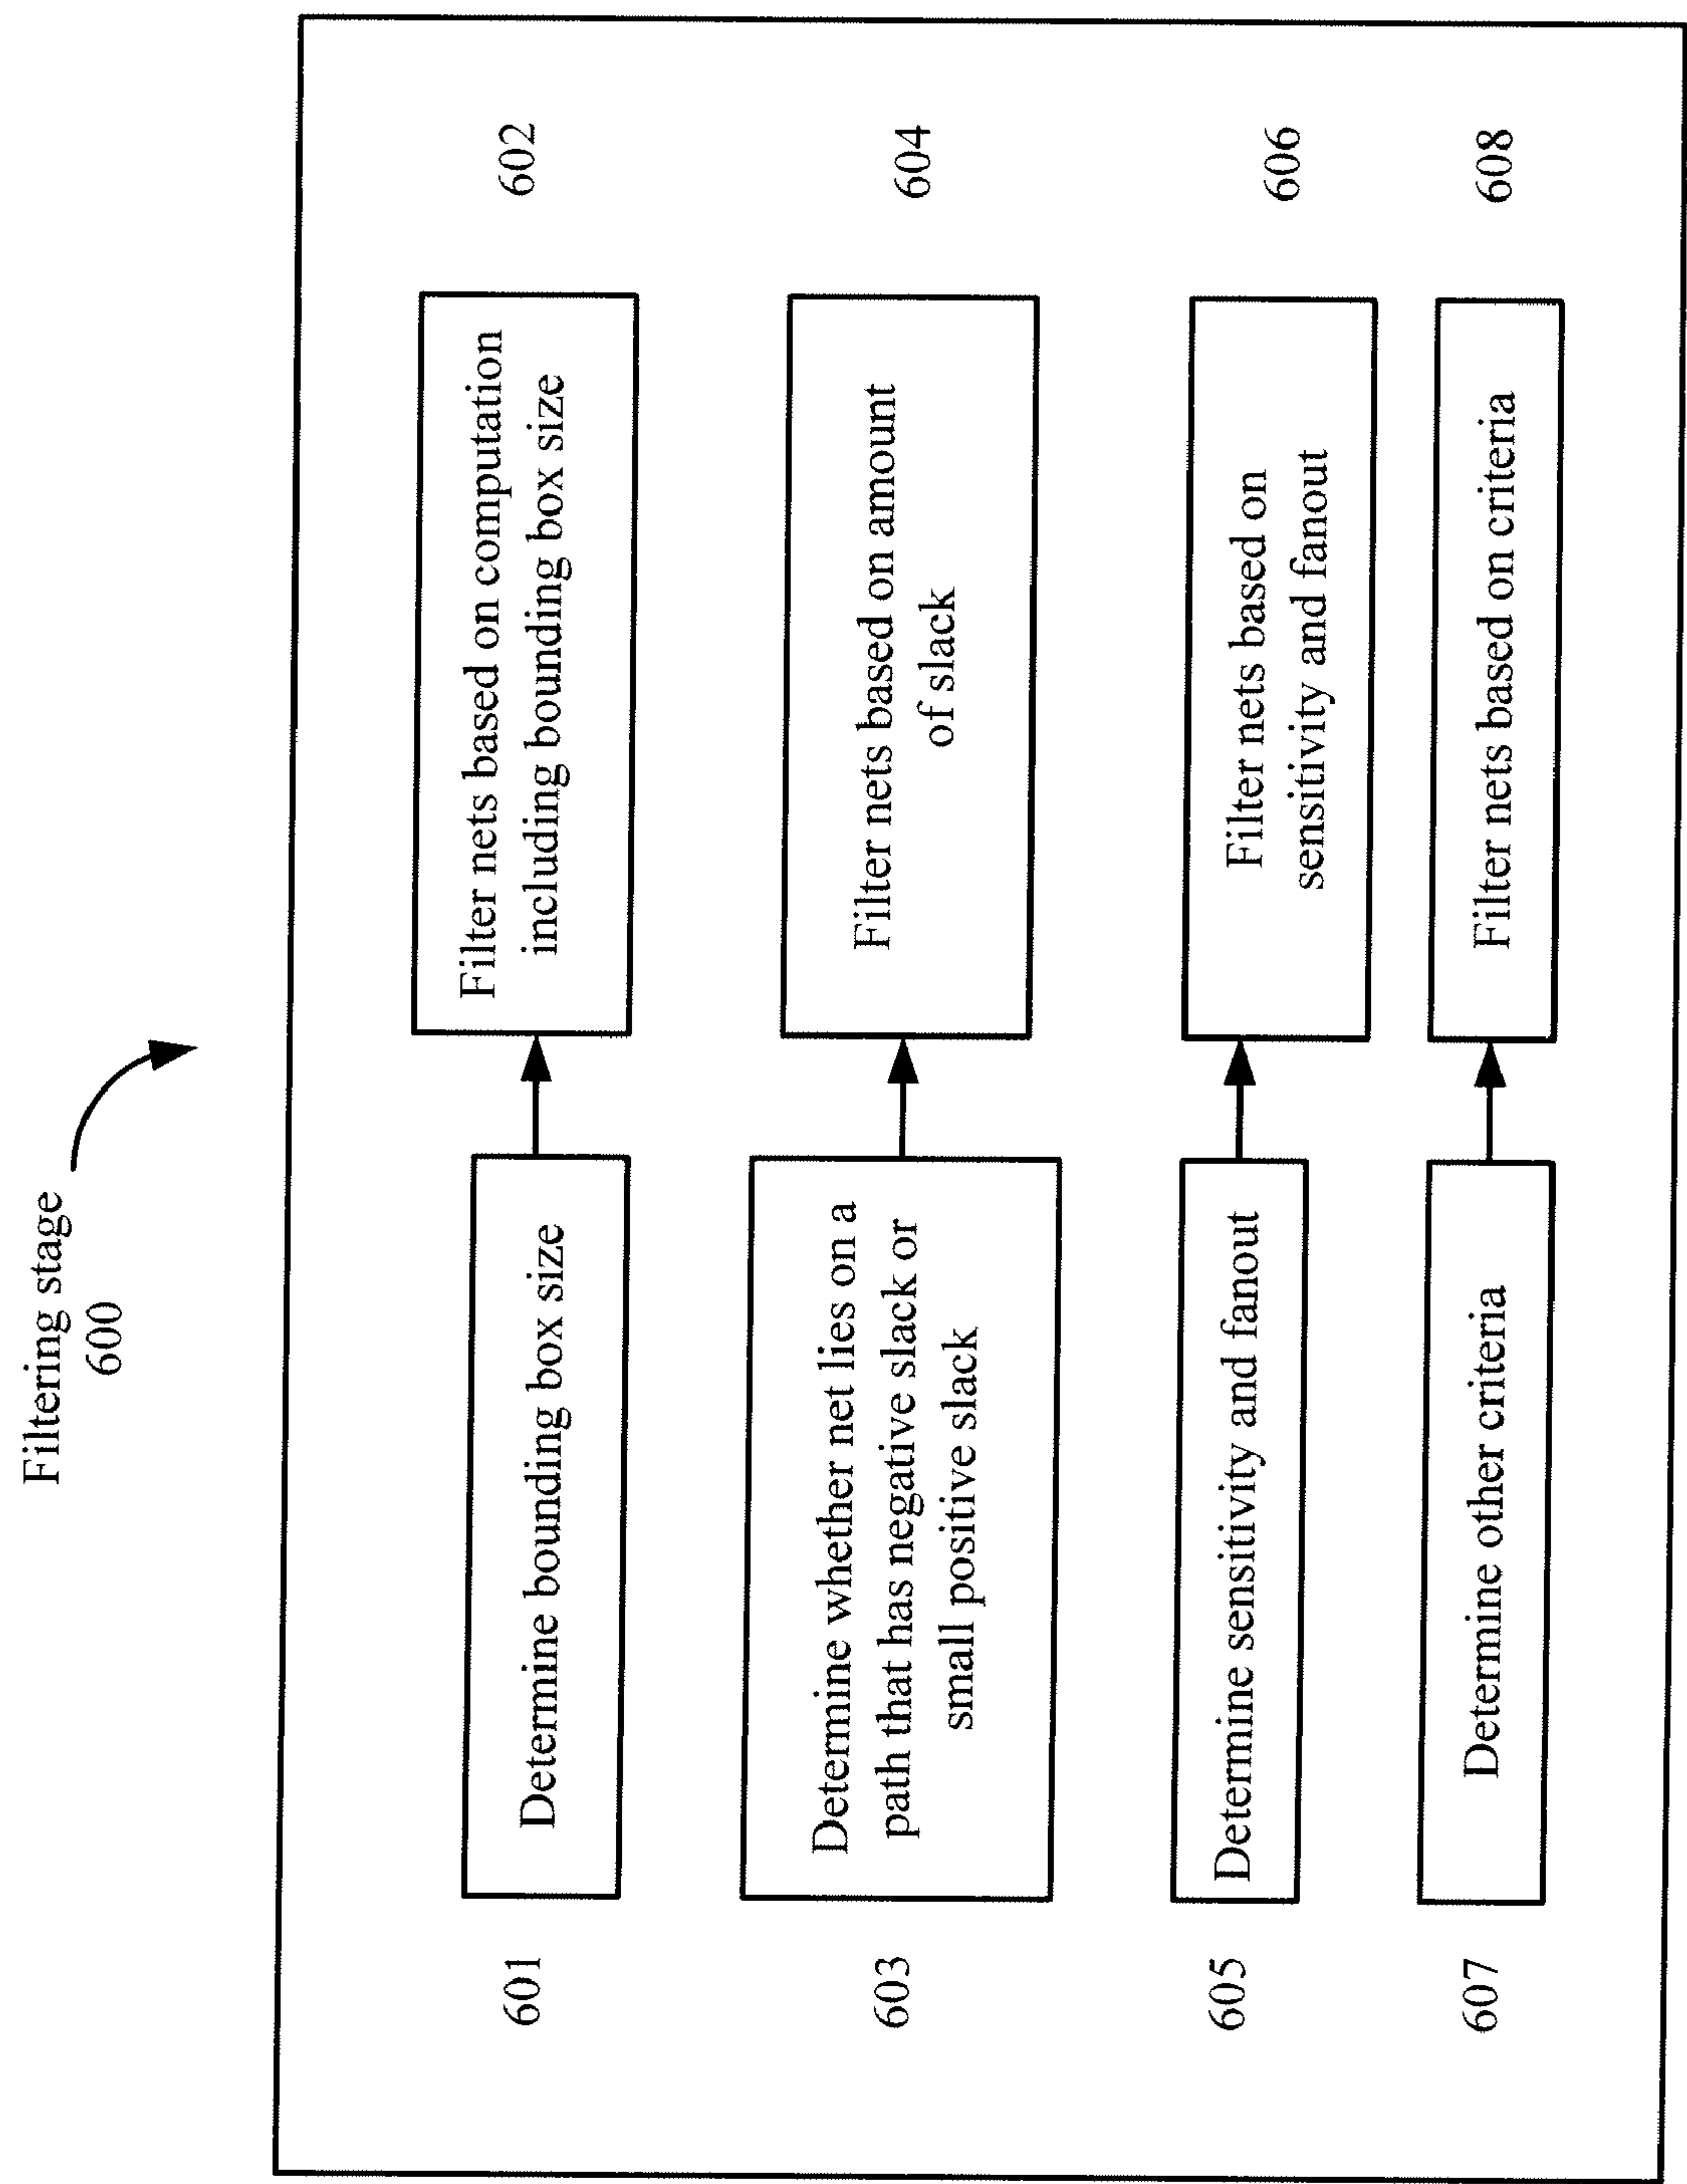 Filtering stage
600
601
Determine bounding box size
Filter nets based on computation
including bounding box size
602
603
Determine whether net lies on a
path that has negative slack or
small positive slack
Filter nets based on amount
of slack
604
605
Determine sensitivity and fanout
Filter nets based on
sensitivity and fanout
606
607
Determine other criteria
Filter nets based on criteria
608